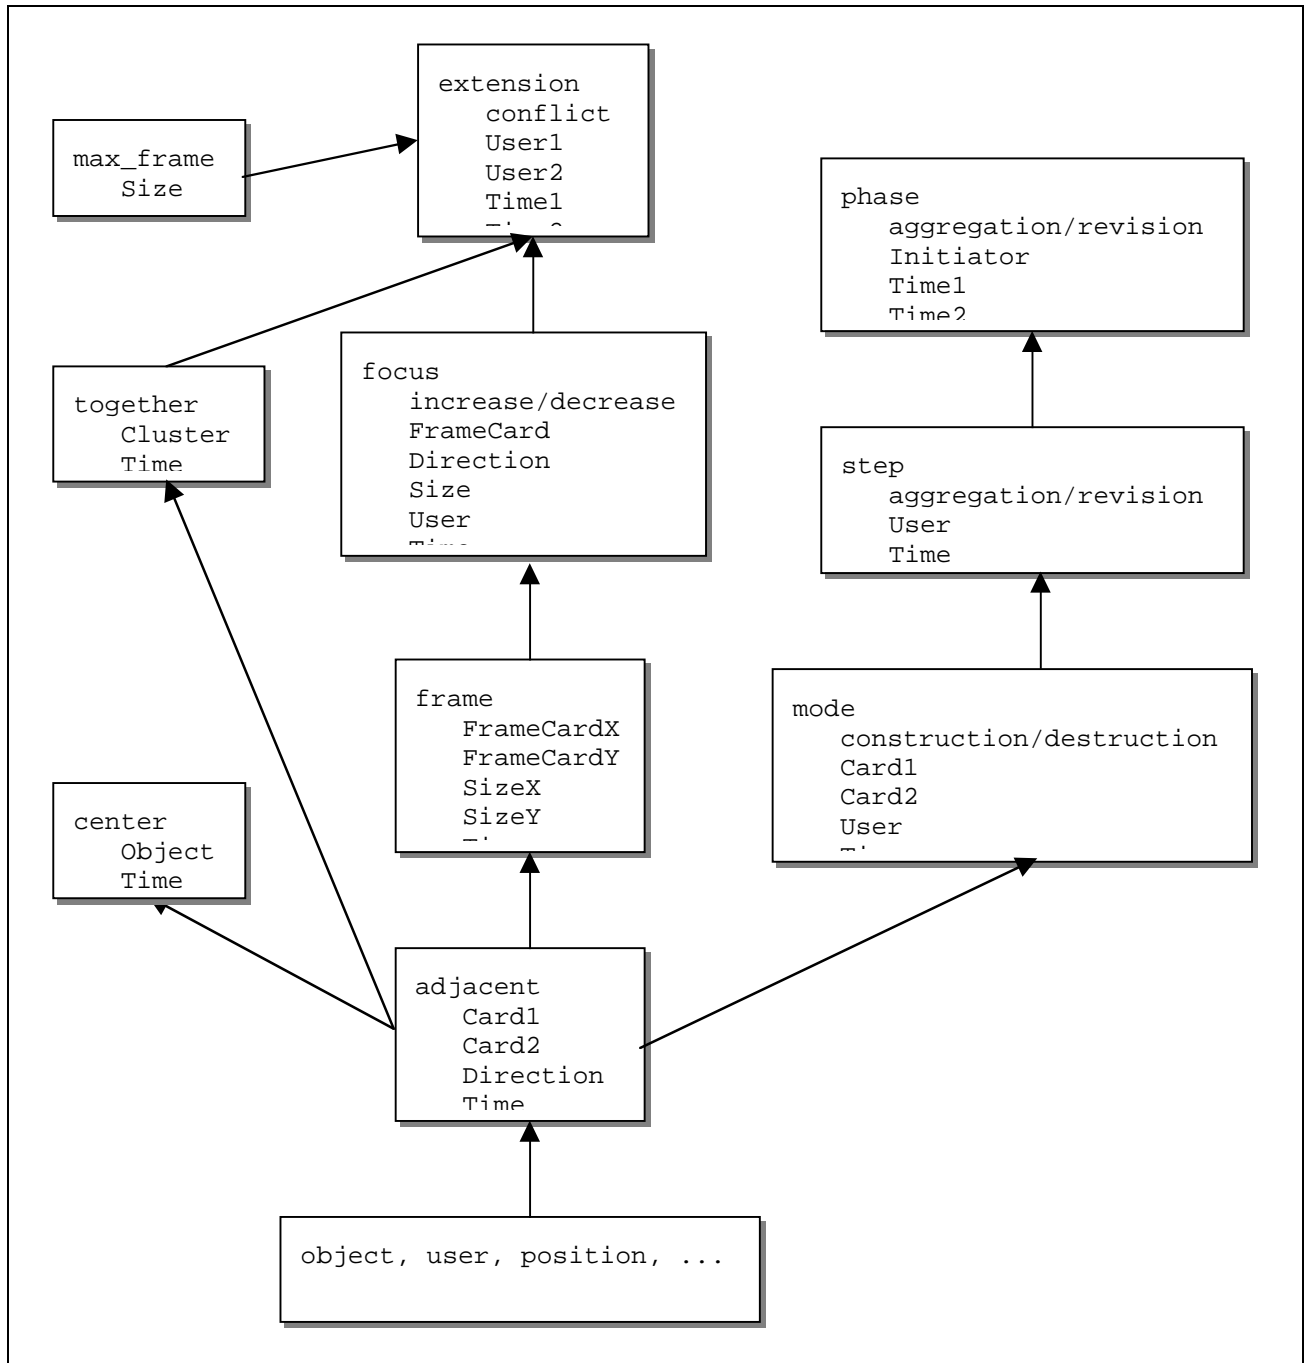 extension
conflict
User1
User2
Time1
max_frame
Size
phase
aggregation/revision
Initiator
Time1
Time2
focus
increase/decrease
FrameCard
Direction
Size
User
together
Cluster
Time
step
aggregation/revision
User
Time
frame
FrameCardX
FrameCardY
SizeX
SizeY
mode
construction/destruction
Card1
Card2
User
center
Object
Time
adjacent
Card1
Card2
Direction
Time
object, user, position, ...